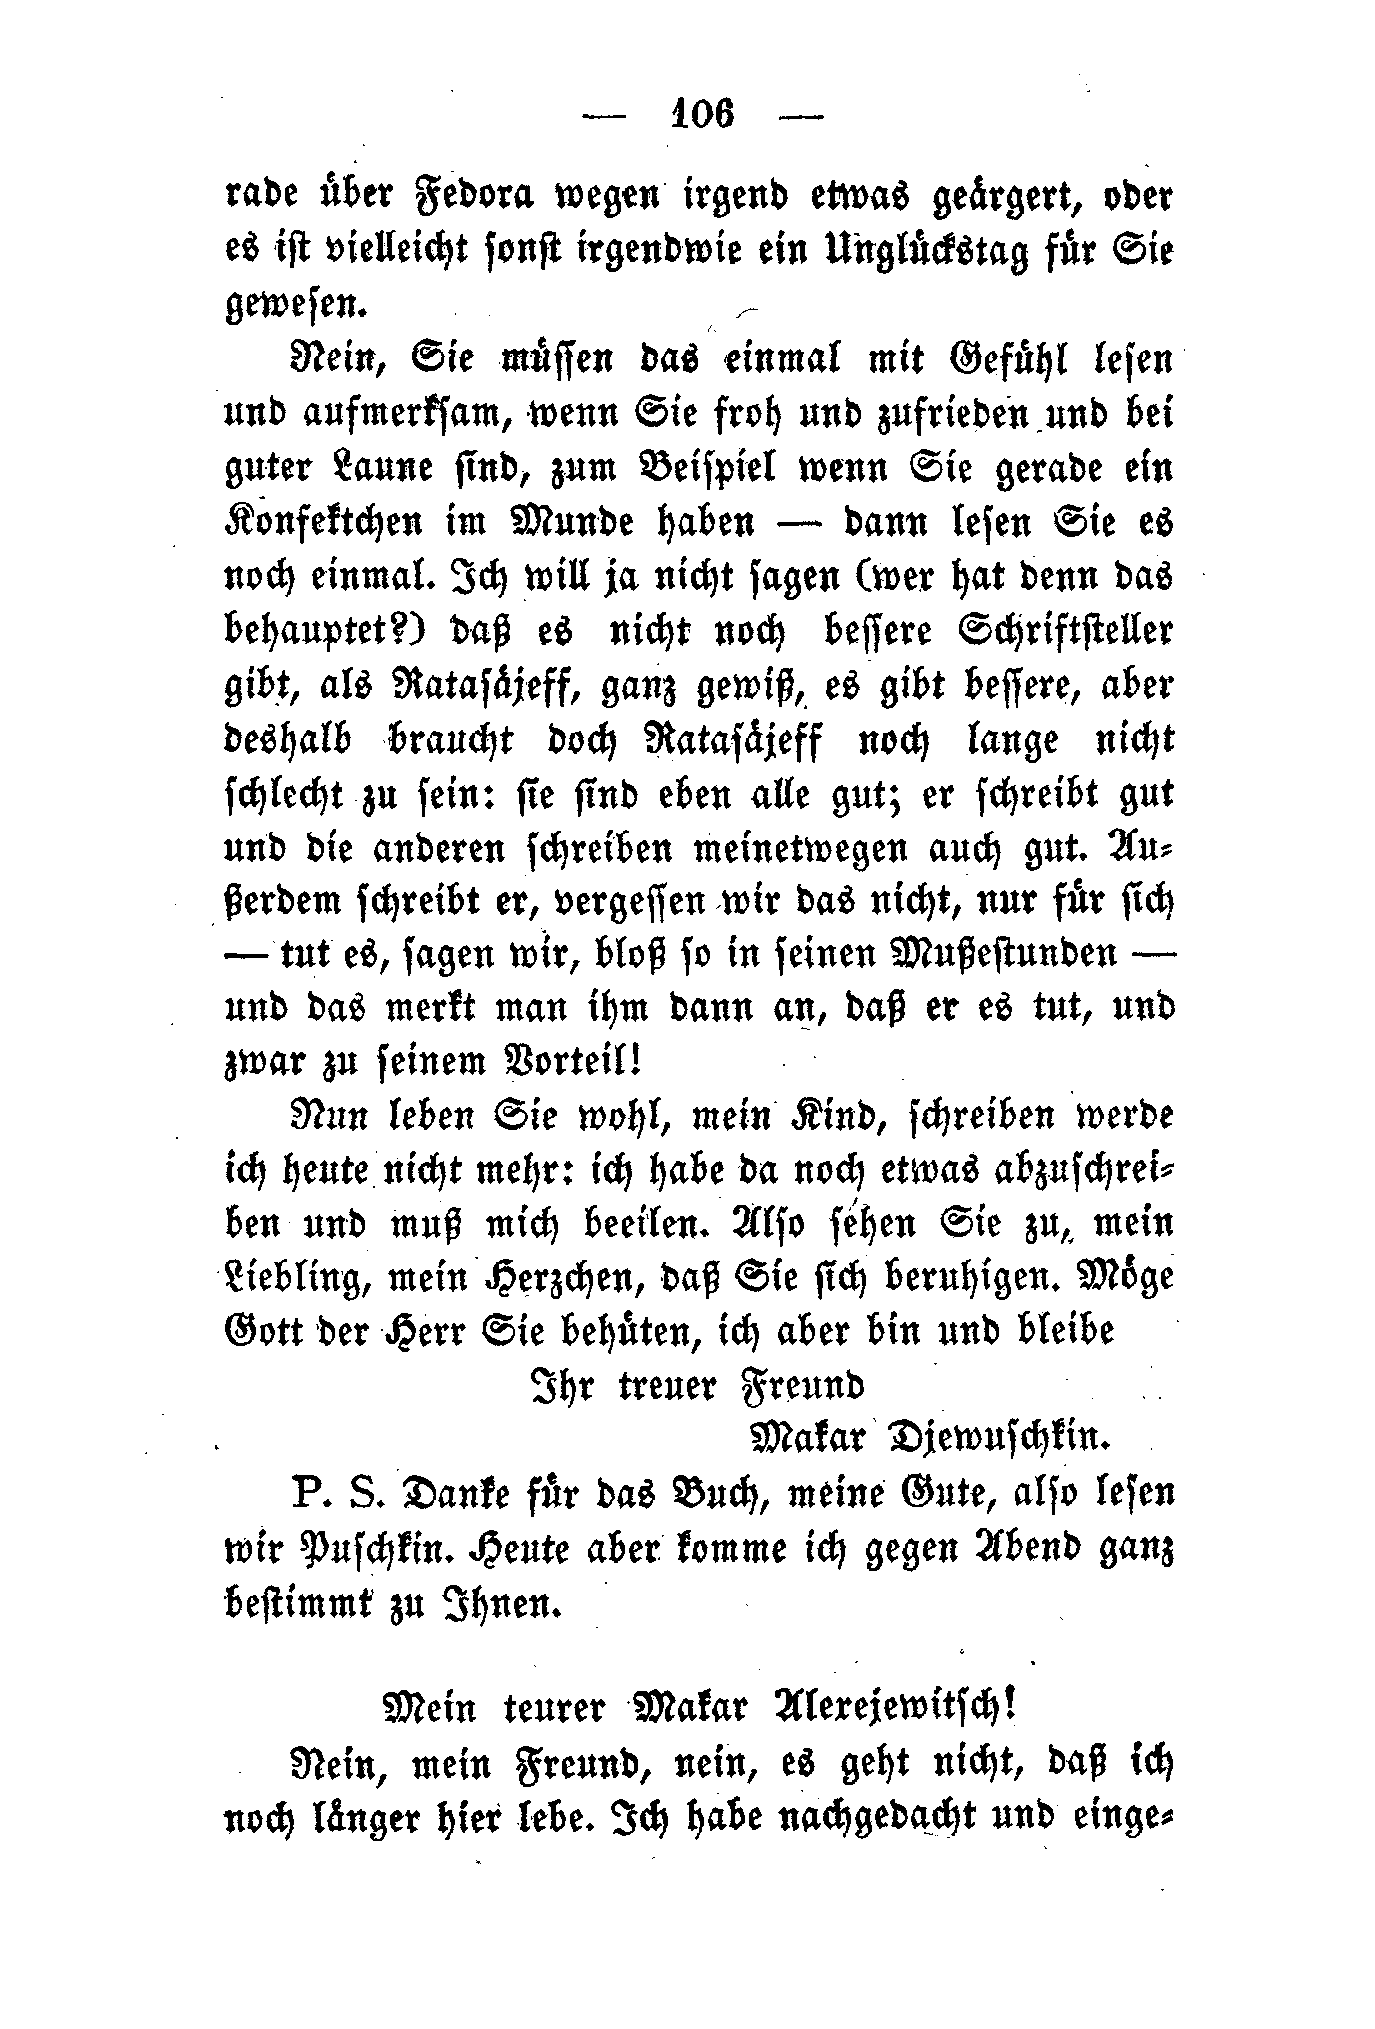 — 106 —
rade über Fedora wegen irgend etwas geärgert, oder
es ist vielleicht sonst irgendwie ein Unglückstag für Sie
gewesen.
Nein, Sie müssen das einmal mit Gefühl lesen
und aufmerksam, wenn Sie froh und zufrieden und bei
guter Laune sind, zum Beispiel wenn Sie gerade ein
Konfektchen im Munde haben — dann lesen Sie es
noch einmal. Ich will ja nicht sagen (wer hat denn das
behauptet?) daß es nicht noch bessere Schriftsteller
gibt, als Ratasäjeff, ganz gewiß, es gibt bessere, aber
deshalb braucht doch Ratasäjeff noch lange nicht
schlecht zu sein: sie sind eben alle gut; er schreibt gut
und die anderen schreiben meinetwegen auch gut. Au-
ßerdem schreibt er, vergessen wir das nicht, nur für sich
— tut es, sagen wir, bloß so in seinen Mußestunden —
und das merkt man ihm dann an, daß er es tut, und
zwar zu seinem Vorteil!
Nun leben Sie wohl, mein Kind, schreiben werde
ich heute nicht mehr: ich habe da noch etwas abzuschrei-
ben und muß mich beeilen. Also sehen Sie zu, mein
Liebling, mein Herzchen, daß Sie sich beruhigen. Möge
Gott der Herr Sie behüten, ich aber bin und bleibe
Ihr treuer Freund
Makar Djewuschkin.
P. S. Danke für das Buch, meine Gute, also lesen
wir Puschkin. Heute aber komme ich gegen Abend ganz
bestimmt zu Ihnen.
Mein teurer Makar Alexejewitsch!
Nein, mein Freund, nein, es geht nicht, daß ich
noch länger hier lebe. Ich habe nachgedacht und einge-